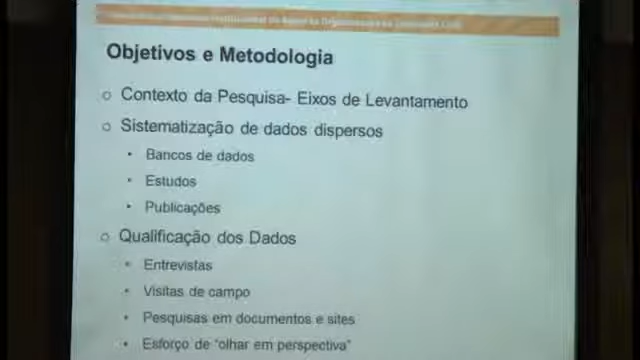 Objetivos e Metodologia
o Contexto da Pesquisa- Eixos de Levantamento
o Sistematização de dados dispersos
• Bancos de dados
• Estudos
• Publicações
o Qualificação dos Dados
• Entrevistas
• Visitas de campo
• Pesquisas em documentos e sites
• Esforço de "olhar em perspectiva"